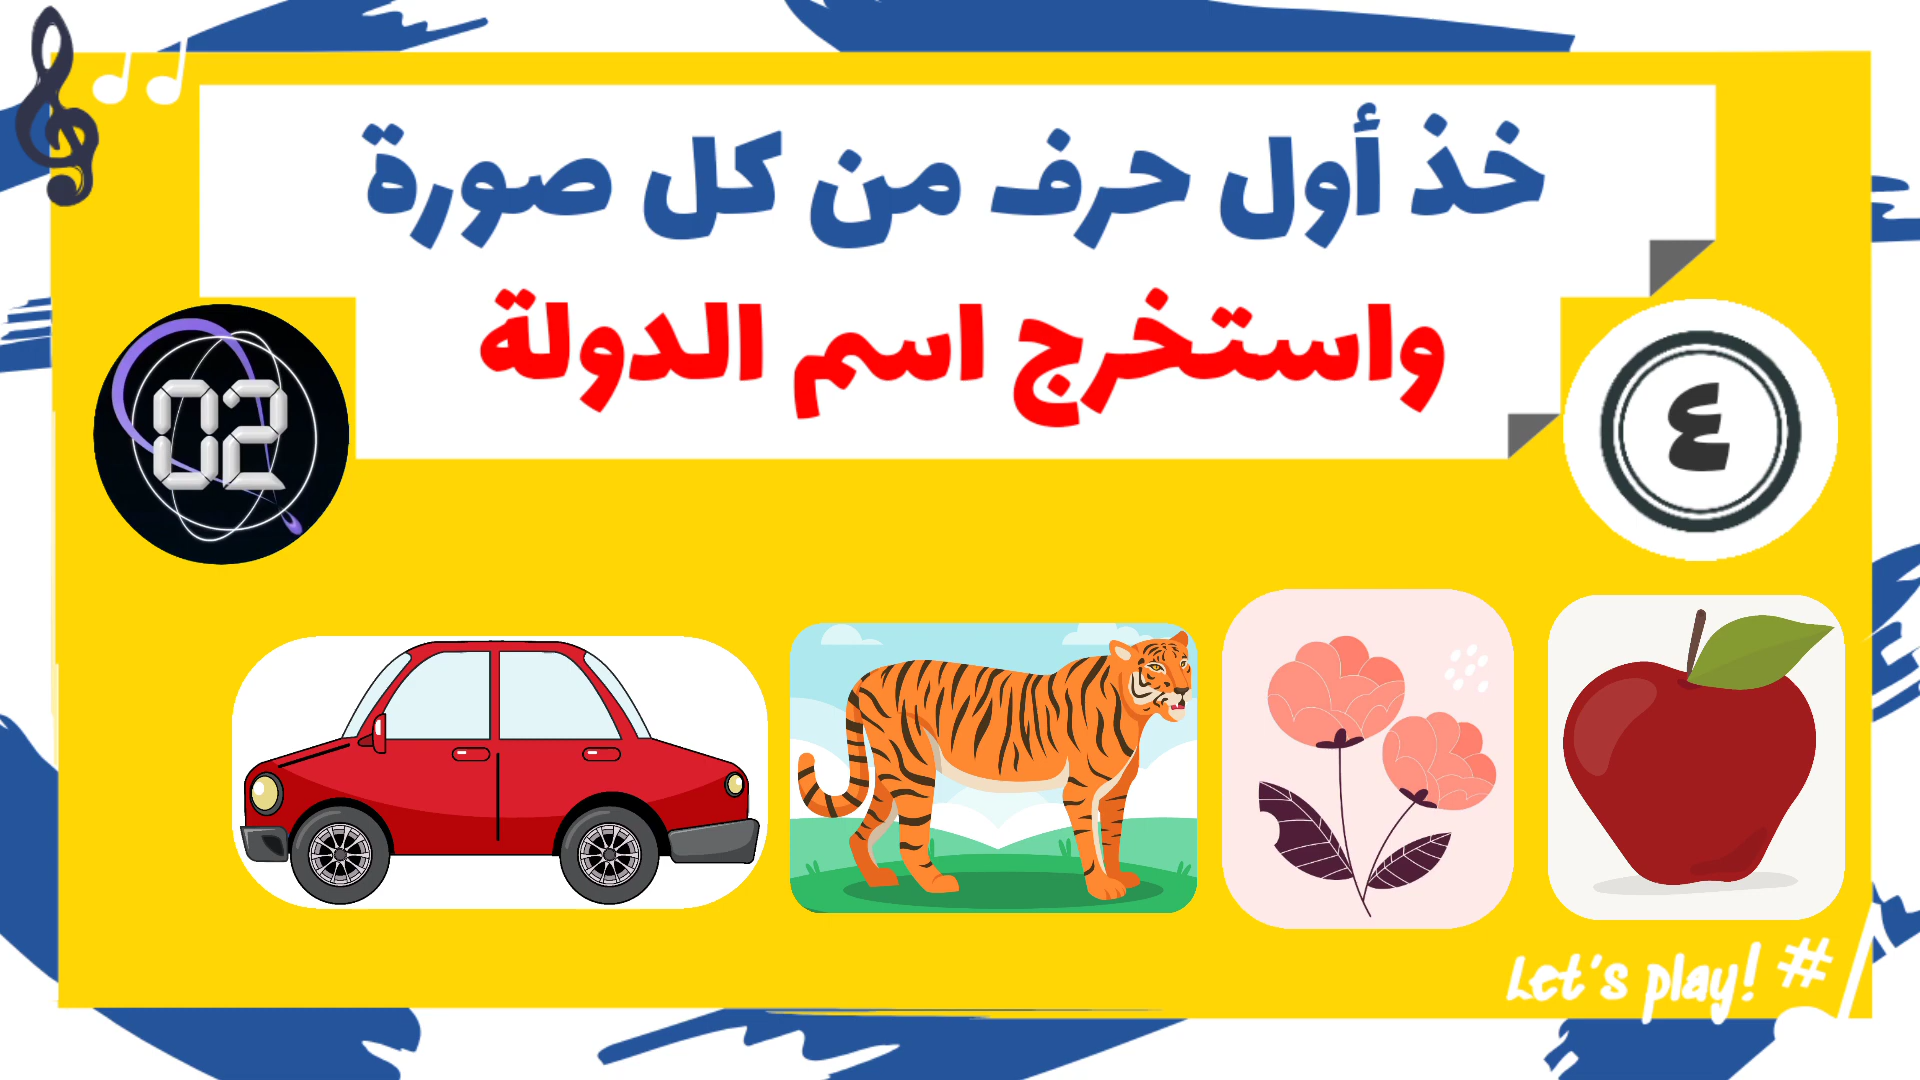 خذ أول حرف من كل صورة
واستخرج اسم الدولة
02
٤
Let's play! #